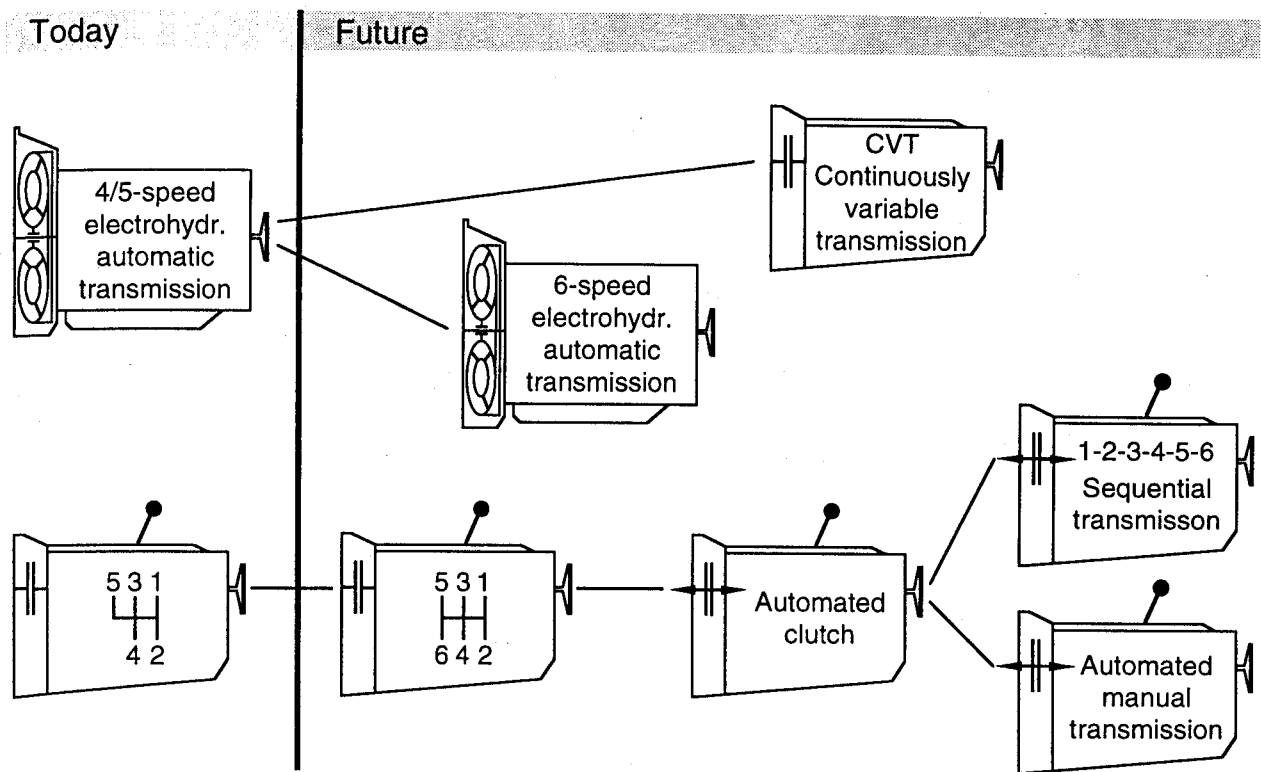 Today
Future
4/5-speed
electrohydr.
automatic
transmission
CVT
Continuously
variable
transmission
6-speed
electrohydr.
automatic
transmission
1-2-3-4-5-6
Sequential
transmisson
5 3 1
4 2
5 3 1
6 4 2
Automated
clutch
Automated
manual
transmission